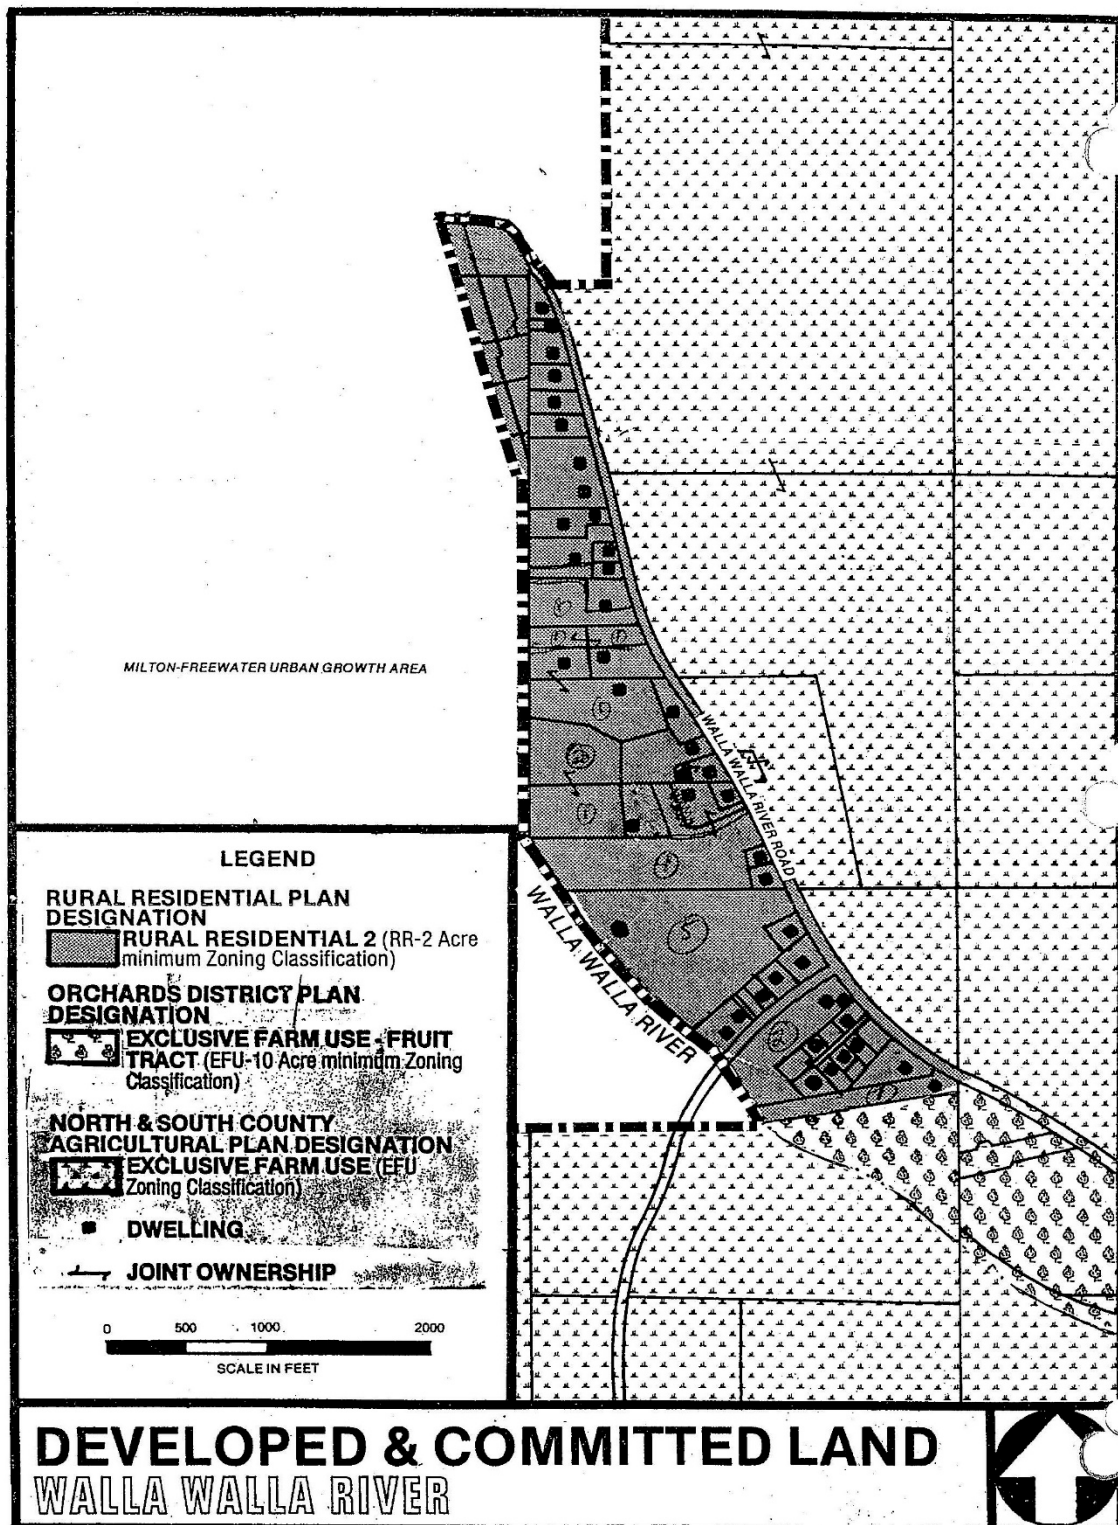 MILTON-FREEWATER URBAN GROWTH AREA
WALLA WALLA RIVER ROAD
WALLA WALLA RIVER
5
LEGEND
RURAL RESIDENTIAL PLAN
DESIGNATION
RURAL RESIDENTIAL 2 (RR-2 Acre
minimum Zoning Classification)
ORCHARDS DISTRICT PLAN
DESIGNATION
EXCLUSIVE FARM USE - FRUIT
TRACT (EFU-10 Acre minimum Zoning
Classification)
NORTH & SOUTH COUNTY
AGRICULTURAL PLAN DESIGNATION
EXCLUSIVE FARM USE (EFU
Zoning Classification)
DWELLING
JOINT OWNERSHIP
0 500 1000 2000
SCALE IN FEET
DEVELOPED & COMMITTED LAND
WALLA WALLA RIVER